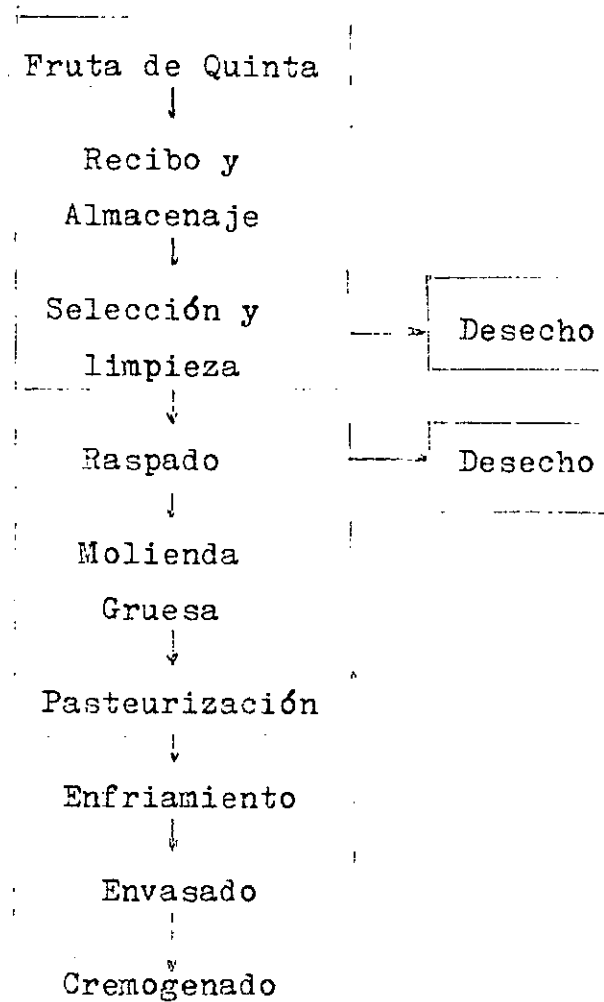 Fruta de Quinta
Recibo y
Almacenaje
Selección y
limpieza
Desecho
Raspado
Desecho
Molienda
Gruesa
Pasteurización
Enfriamiento
Envasado
Cremogenado